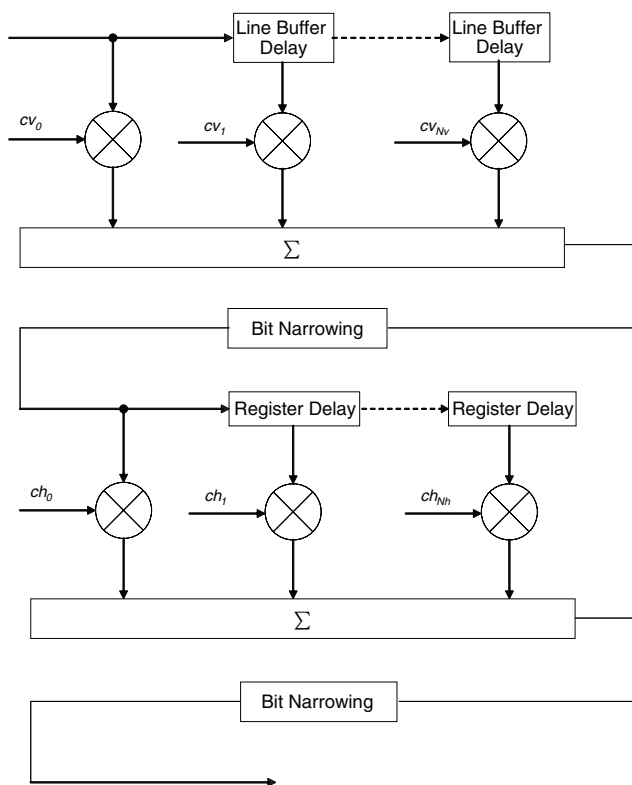 Line Buffer
Delay
Line Buffer
Delay
cv0
cv1
cvNv
Σ
Bit Narrowing
Register Delay
Register Delay
ch0
ch1
chNh
Σ
Bit Narrowing